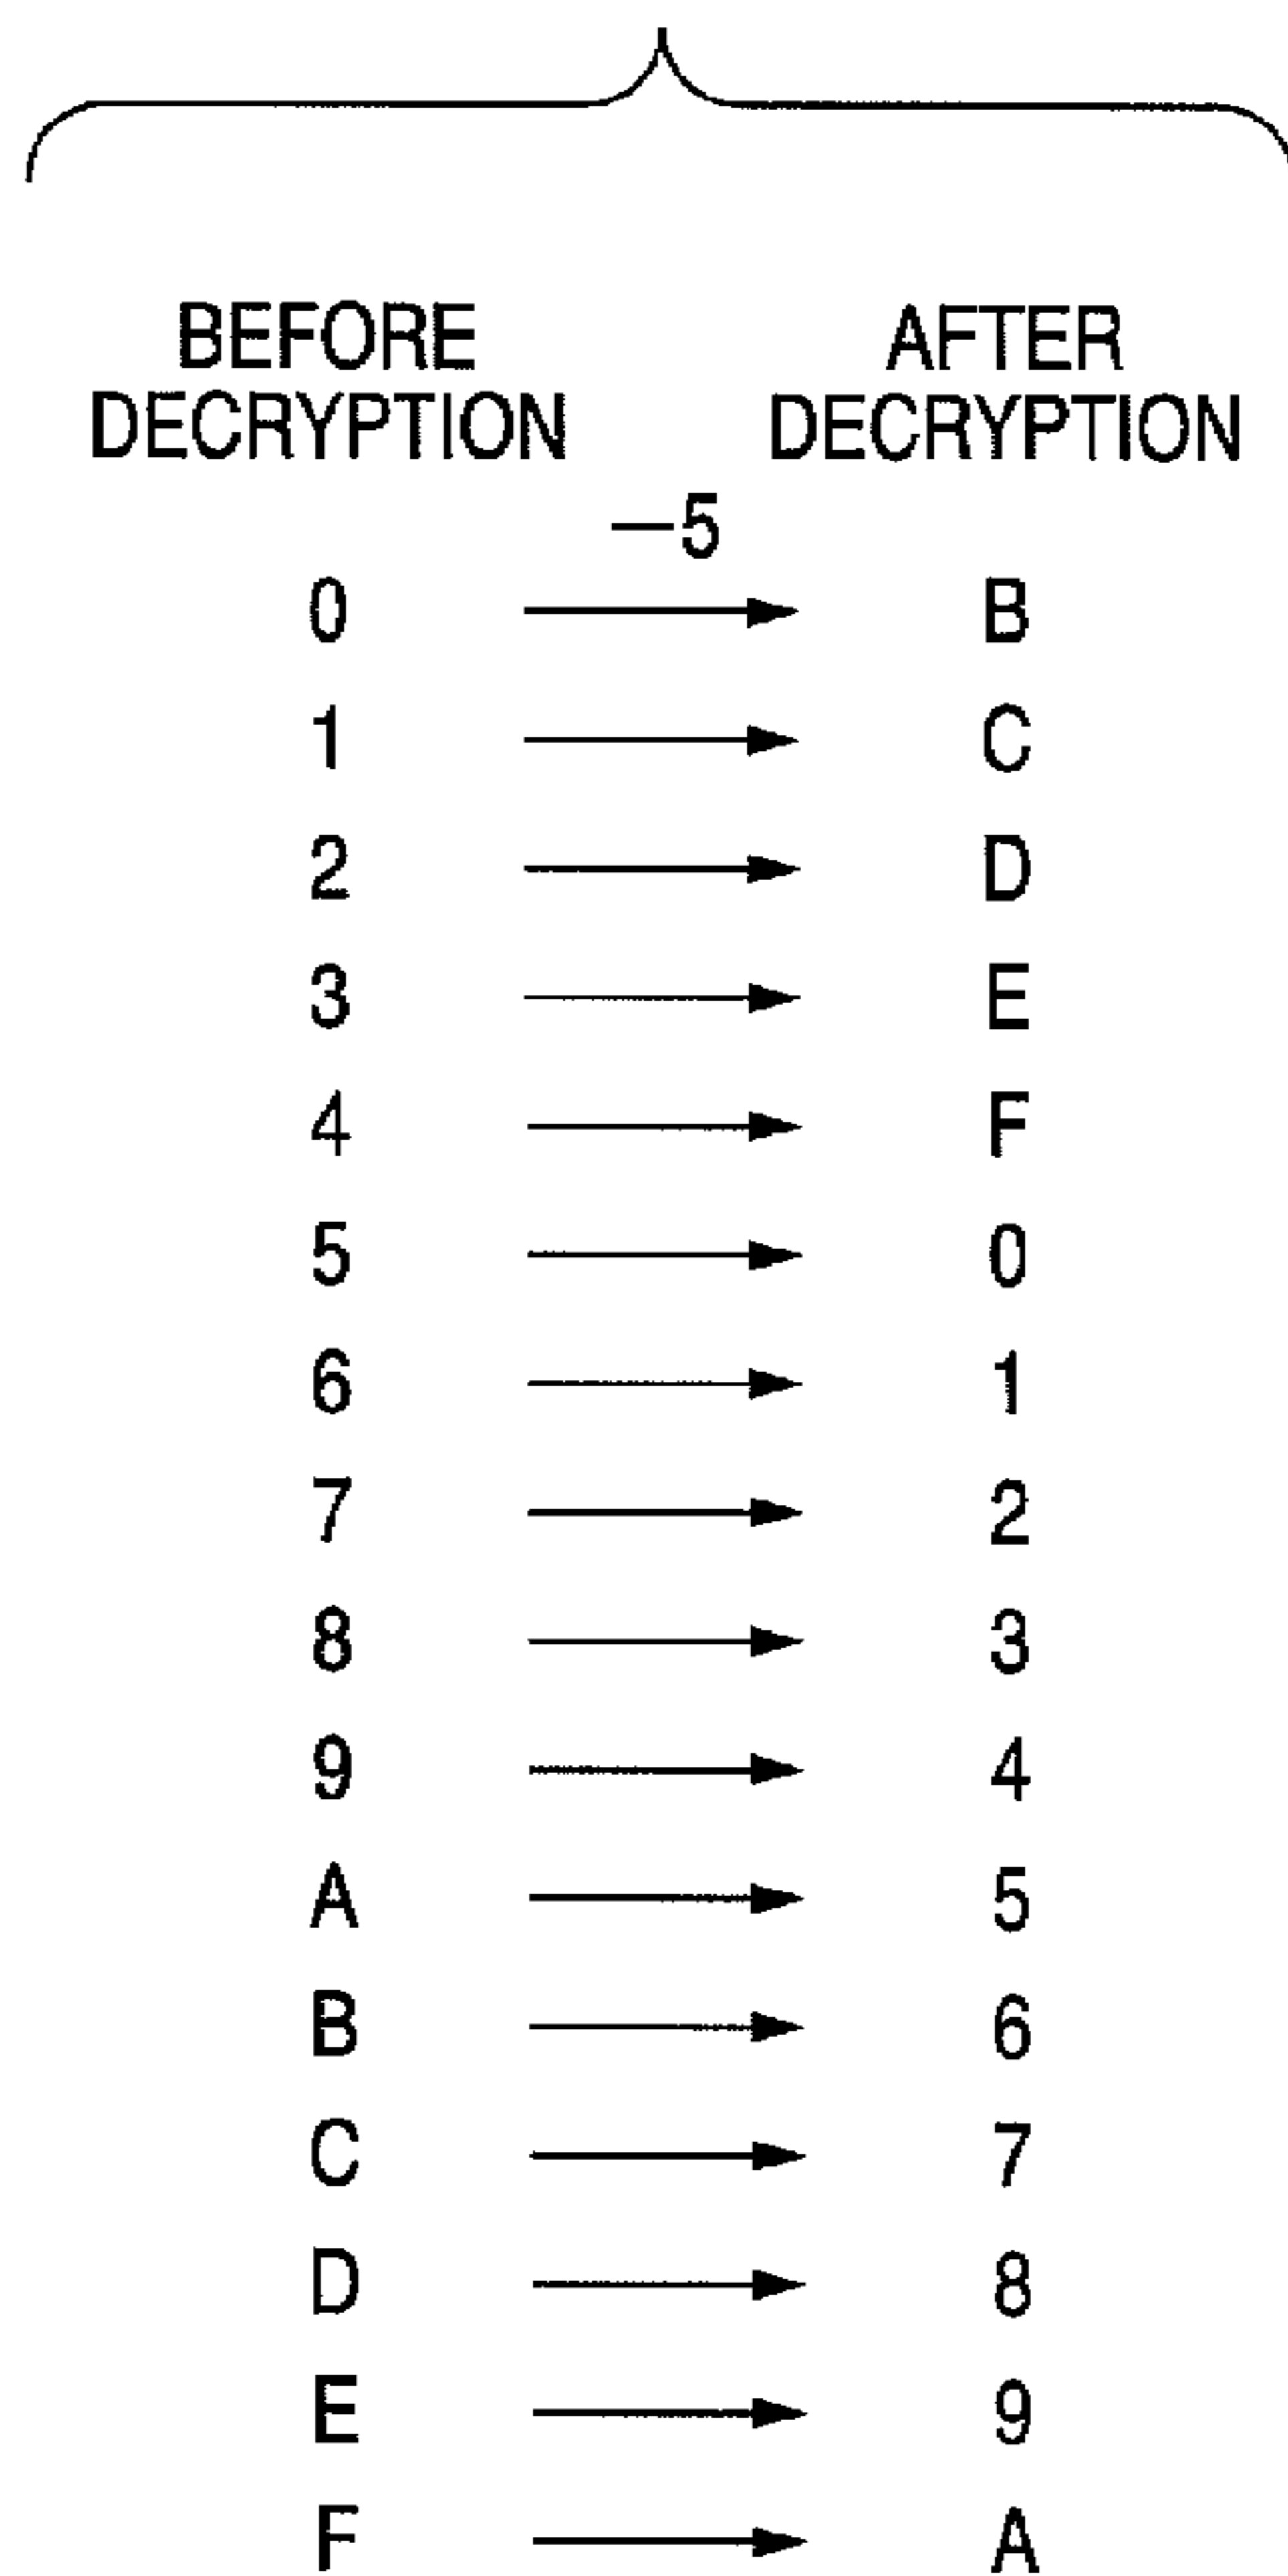 BEFORE DECRYPTION AFTER DECRYPTION
—5
0 → B
1 → C
2 → D
3 → E
4 → F
5 → 0
6 → 1
7 → 2
8 → 3
9 → 4
A → 5
B → 6
C → 7
D → 8
E → 9
F → A